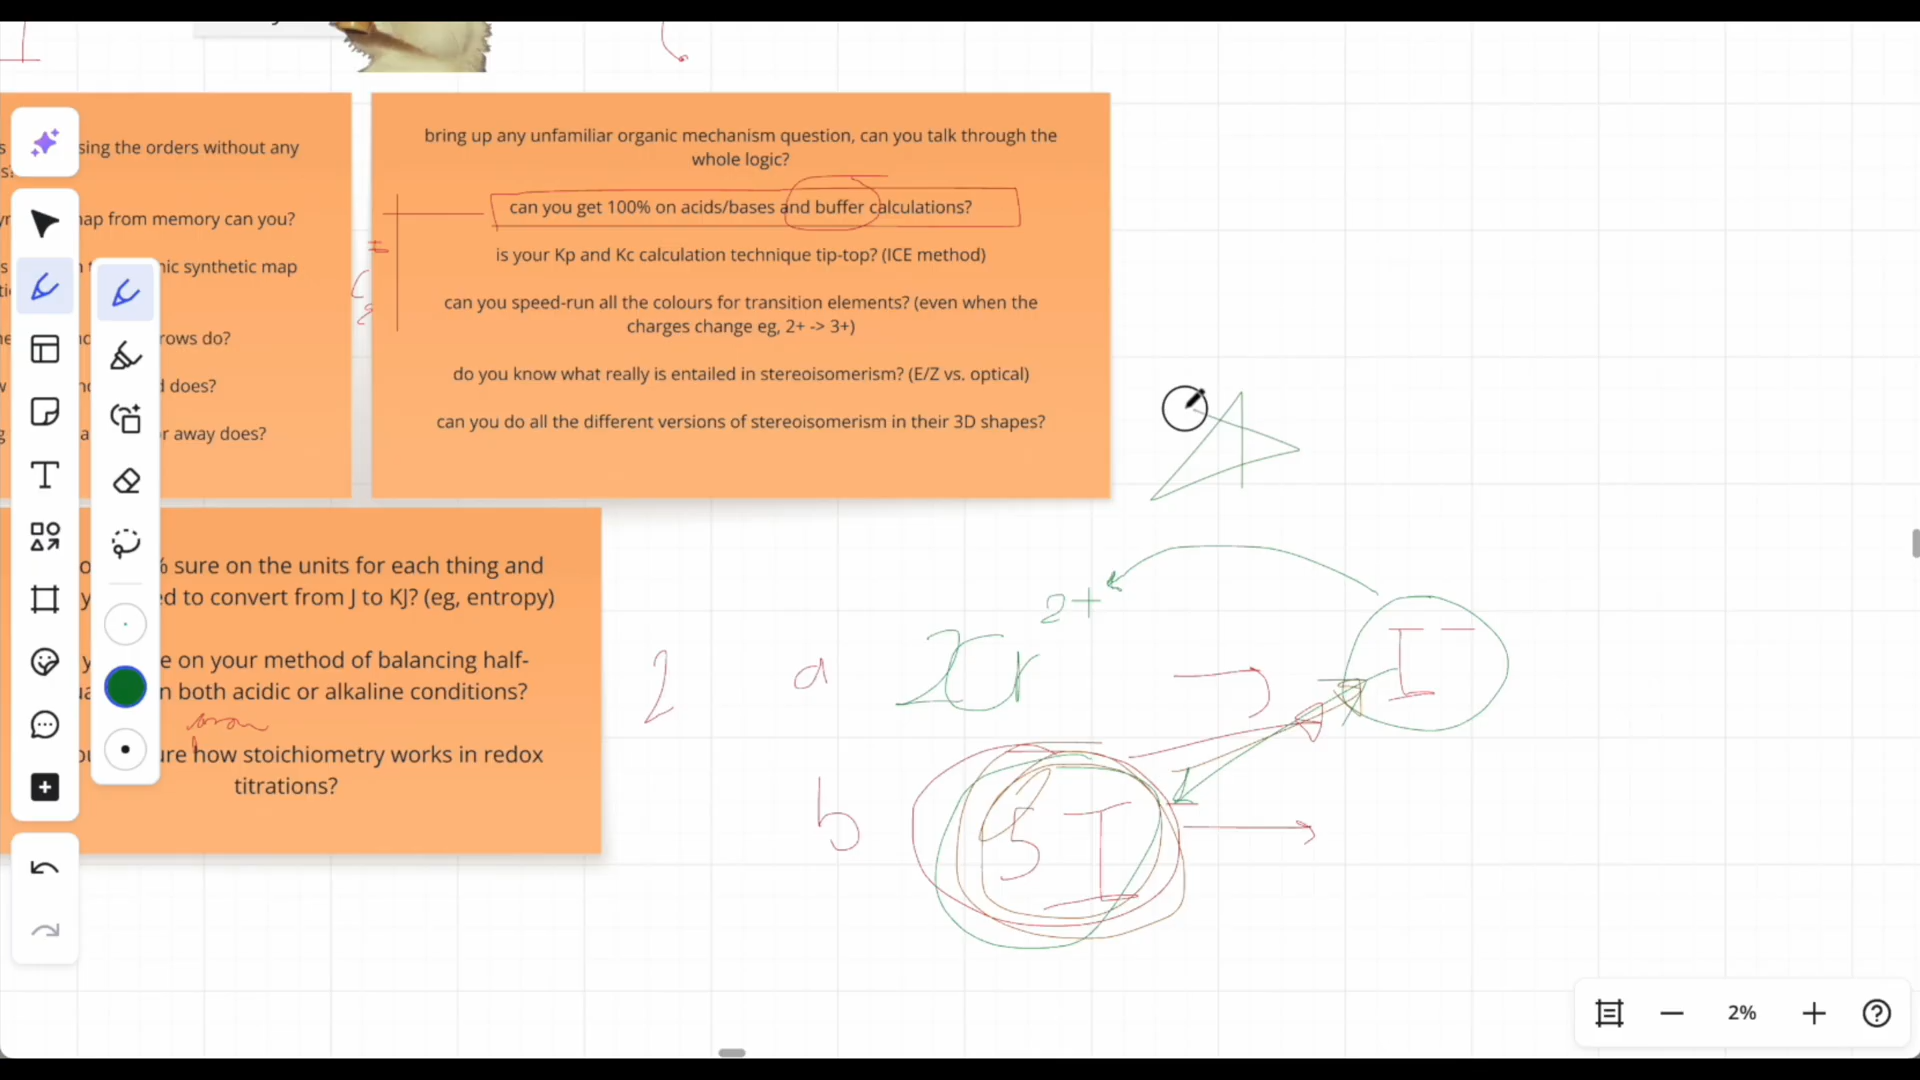 sing the orders without any
s?
ap from memory can you?
nic synthetic map
rows do?
does?
r away does?
bring up any unfamiliar organic mechanism question, can you talk through the
whole logic?
can you get 100% on acids/bases and buffer calculations?
is your Kp and Kc calculation technique tip-top? (ICE method)
can you speed-run all the colours for transition elements? (even when the
charges change eg, 2+ -> 3+)
do you know what really is entailed in stereoisomerism? (E/Z vs. optical)
can you do all the different versions of stereoisomerism in their 3D shapes?
% sure on the units for each thing and
ed to convert from J to KJ? (eg, entropy)
e on your method of balancing half-
n both acidic or alkaline conditions?
ure how stoichiometry works in redox
titrations?
2 a 2Cr 2+
I -
b 5 I
T
2%